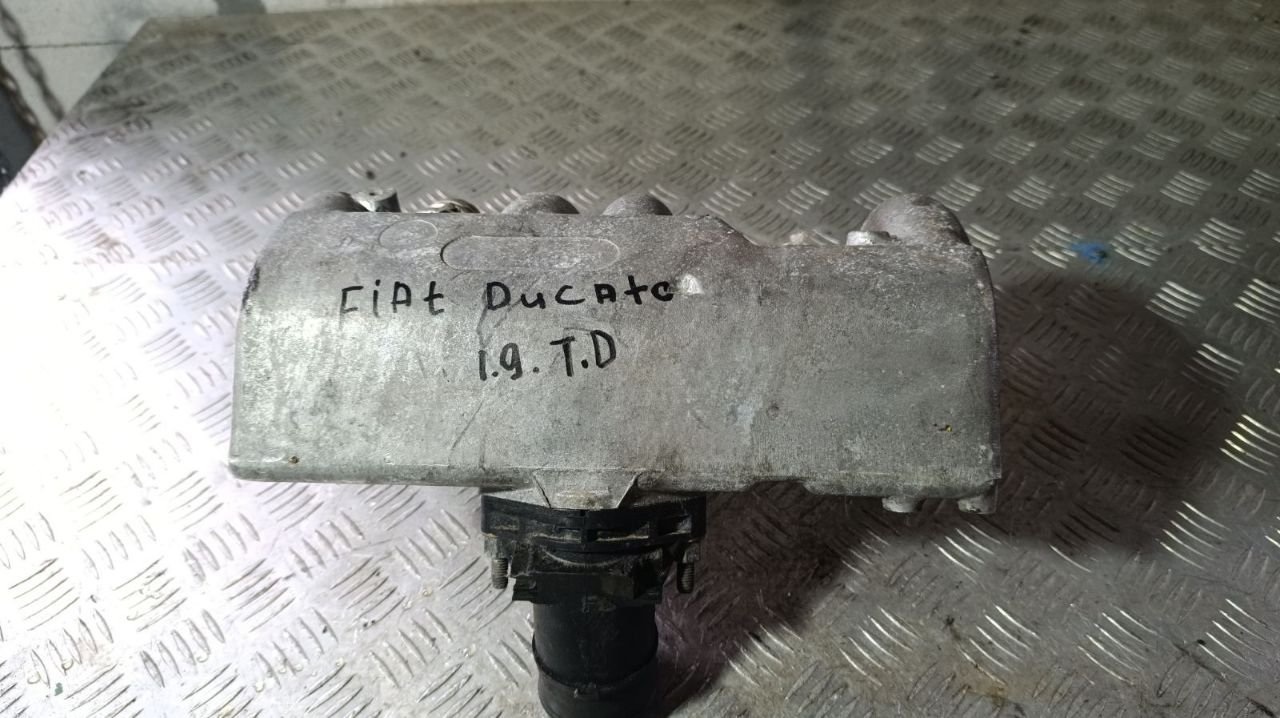 FiAt DuCAto
1.9. T.D